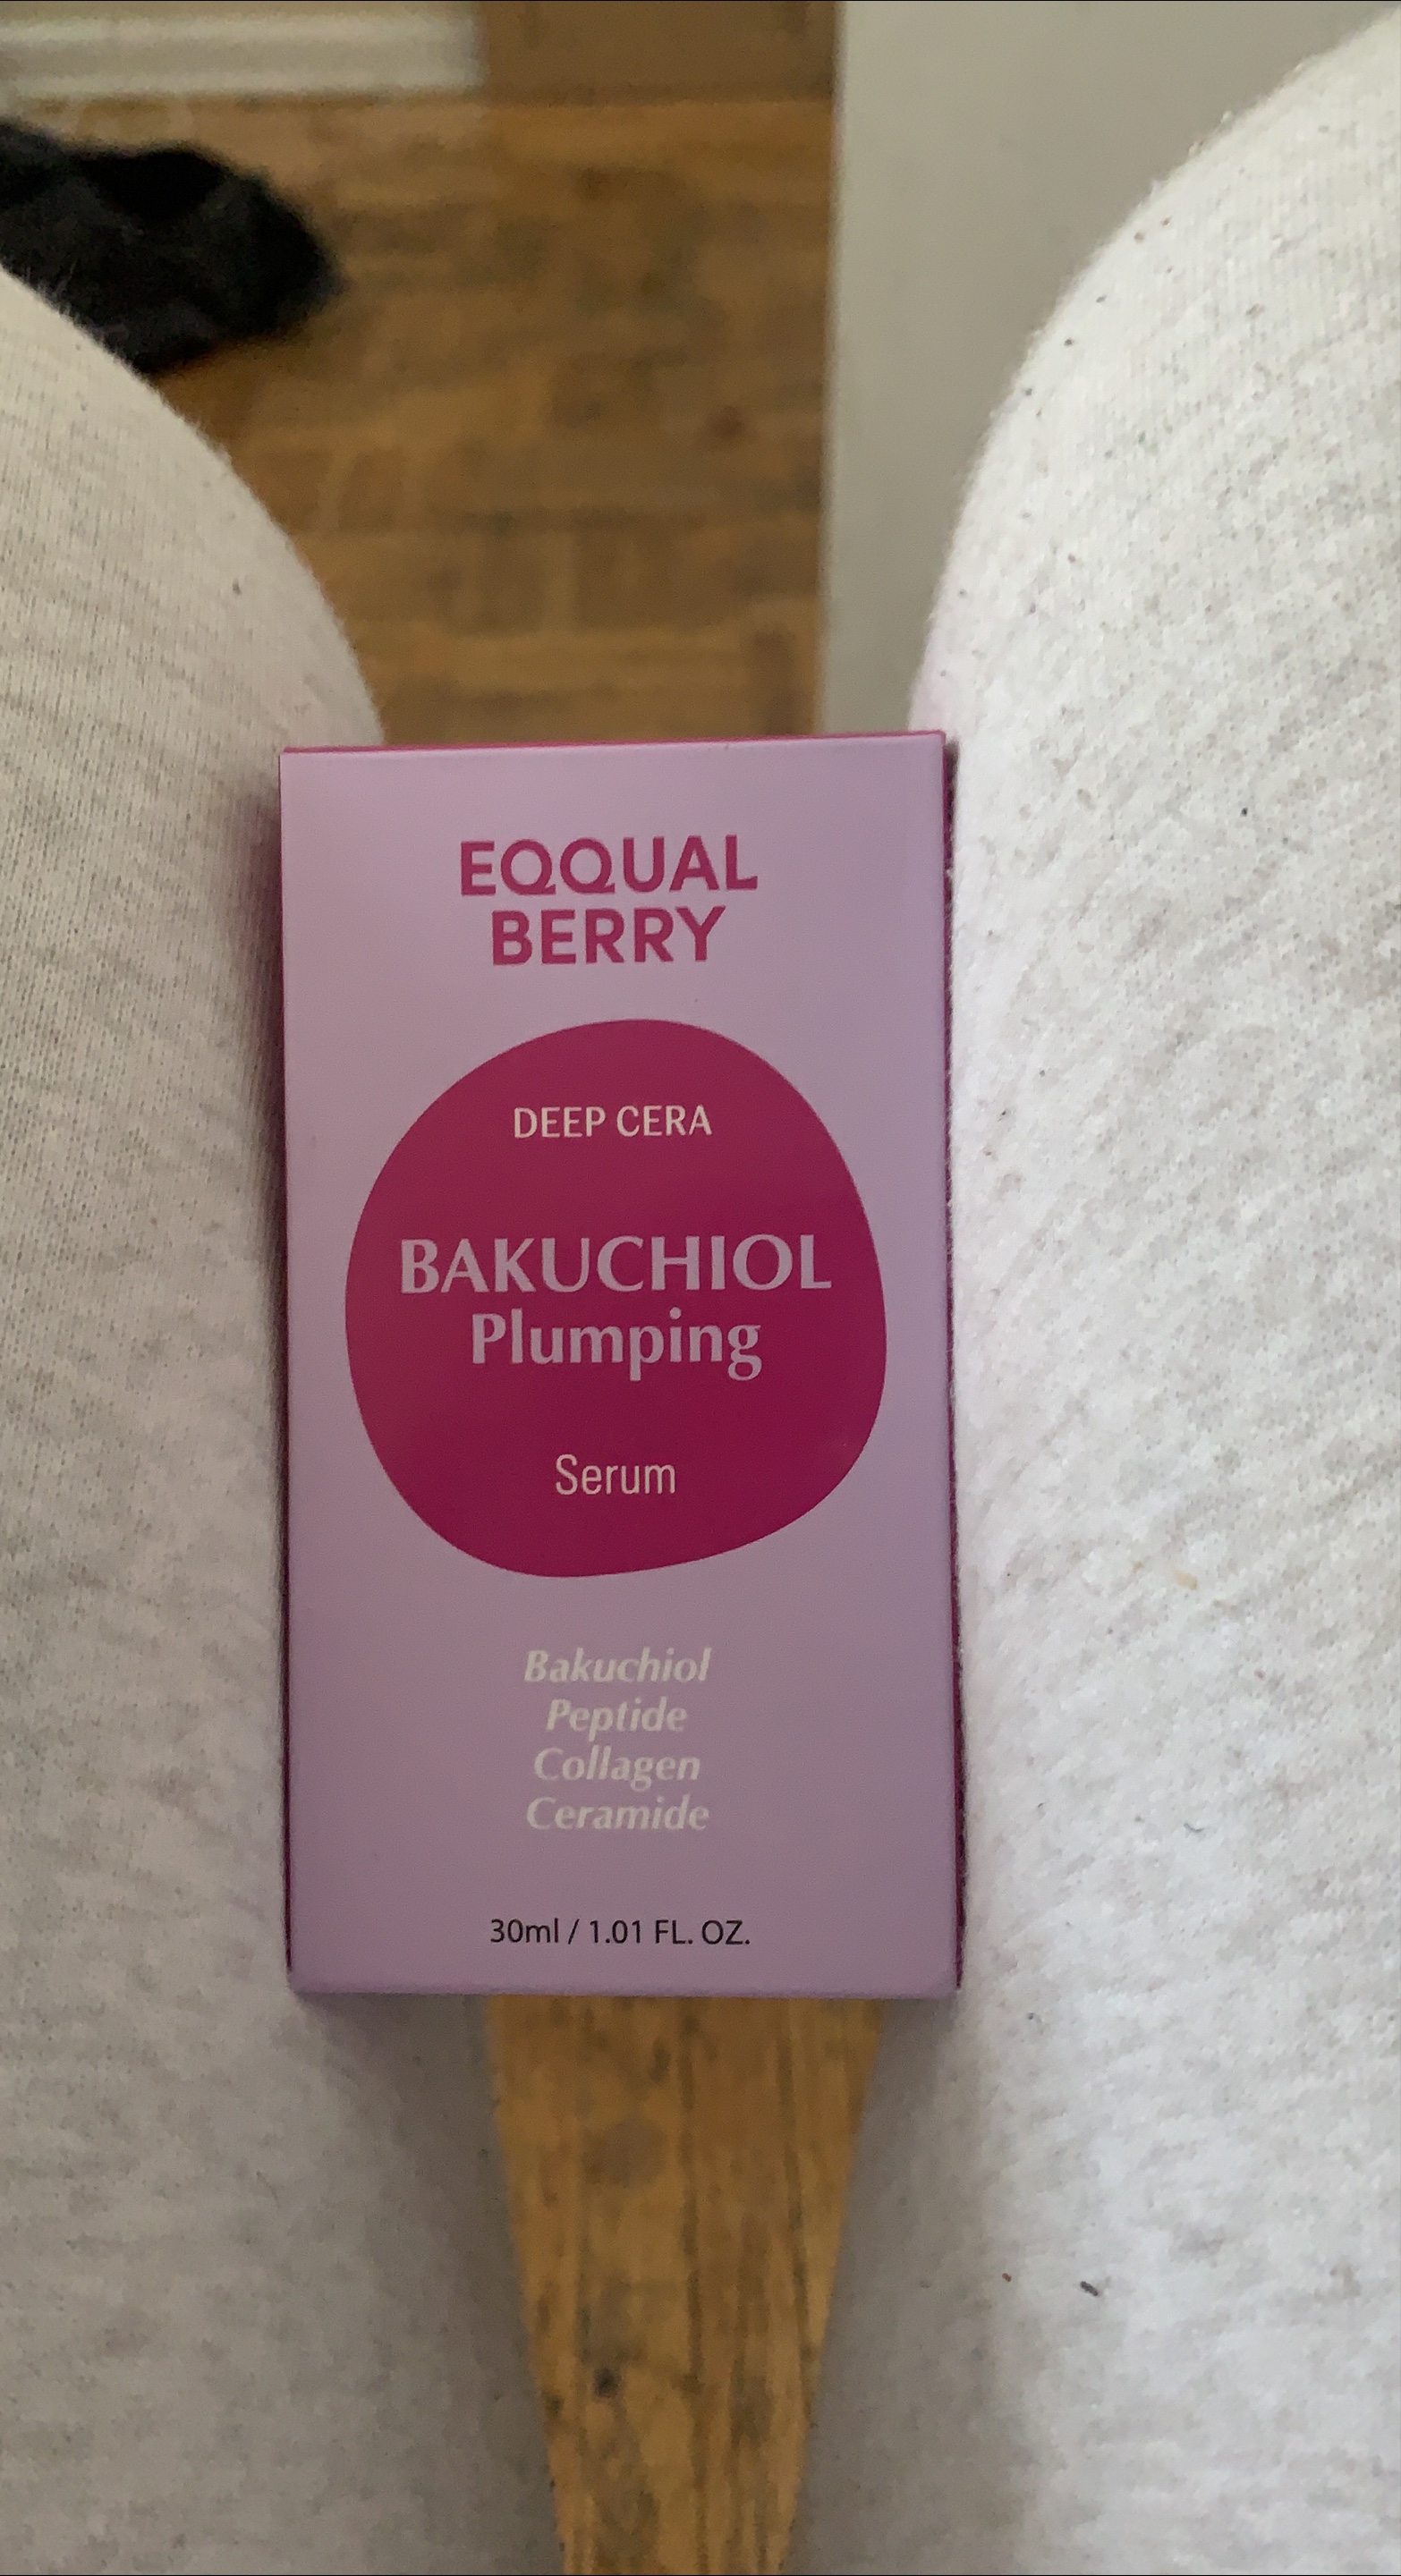 EQQUAL
BERRY
DEEP CERA
BAKUCHIOL
Plumping
Serum
Bakuchiol
Peptide
Collagen
Ceramide
30ml / 1.01 FL. OZ.